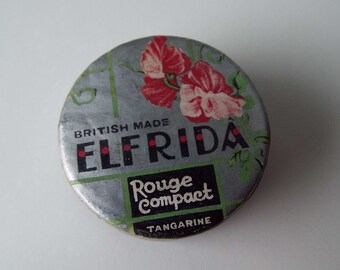 BRITISH MADE
ELFRIDA
Rouge
Compact
TANGARINE